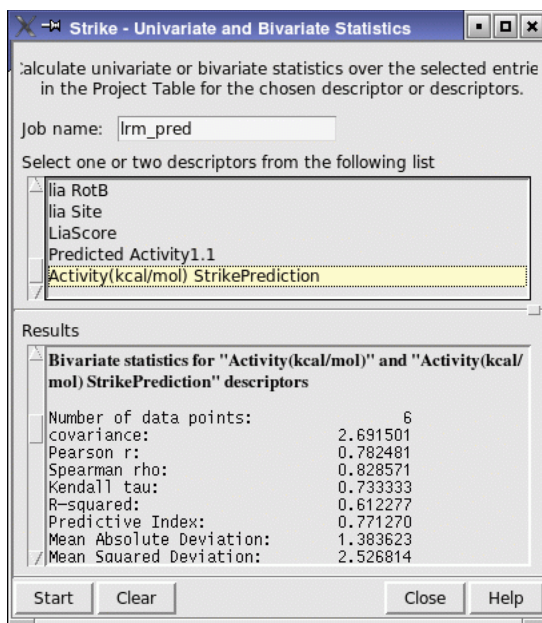 Strike - Univariate and Bivariate Statistics
alculate univariate or bivariate statistics over the selected entrie
in the Project Table for the chosen descriptor or descriptors.
Job name: lrm_pred
Select one or two descriptors from the following list
lia RotB
lia Site
LiaScore
Predicted Activity1.1
Activity(kcal/mol) StrikePrediction
Results
Bivariate statistics for "Activity(kcal/mol)" and "Activity(kcal/
mol) StrikePrediction" descriptors
Number of data points: 6
covariance: 2.691501
Pearson r: 0.782481
Spearman rho: 0.828571
Kendall tau: 0.733333
R-squared: 0.612277
Predictive Index: 0.771270
Mean Absolute Deviation: 1.383623
Mean Squared Deviation: 2.526814
Start Clear Close Help